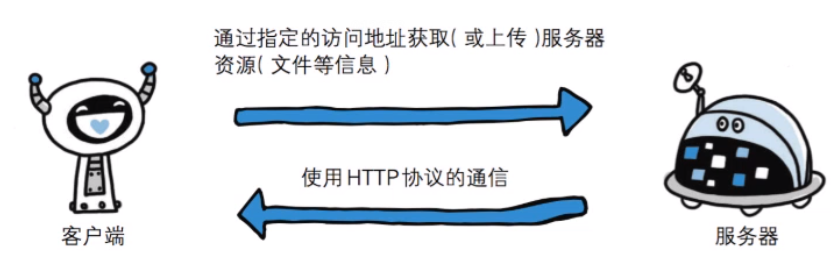 通过指定的访问地址获取( 或上传 )服务器
资源( 文件等信息 )
使用HTTP协议的通信
客户端
服务器